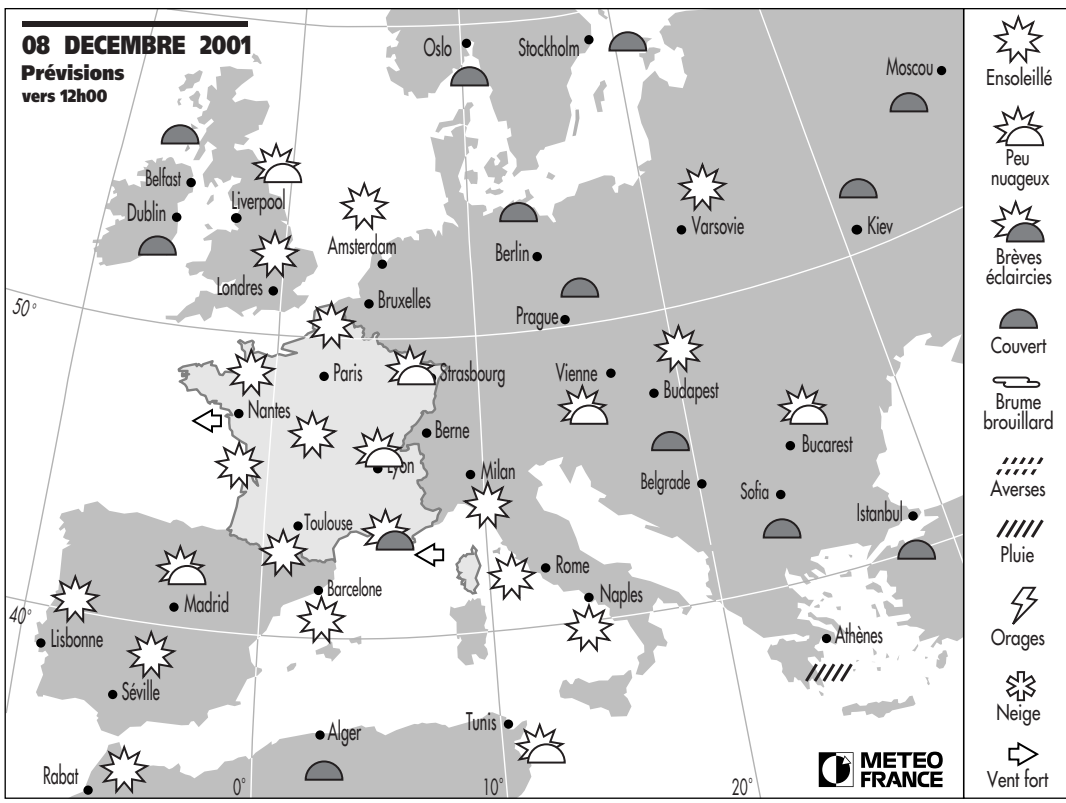 08 DECEMBRE 2001
Prévisions
vers 12h00
Oslo
Stockholm
Moscou
Belfast
Liverpool
Dublin
Amsterdam
Varsovie
Kiev
Berlin
Londres
Bruxelles
50°
Prague
Paris
Strasbourg
Vienne
Budapest
Nantes
Berne
Bucarest
Lyon
Milan
Belgrade
Sofia
Istanbul
Toulouse
Rome
Barcelone
Naples
Madrid
40°
Lisbonne
Athènes
Séville
Tunis
Alger
Rabat
0°
10°
20°
METEO
FRANCE
Ensoleillé
Peu
nuageux
Brèves
éclaircies
Couvert
Brume
brouillard
Averses
Pluie
Orages
Neige
Vent fort